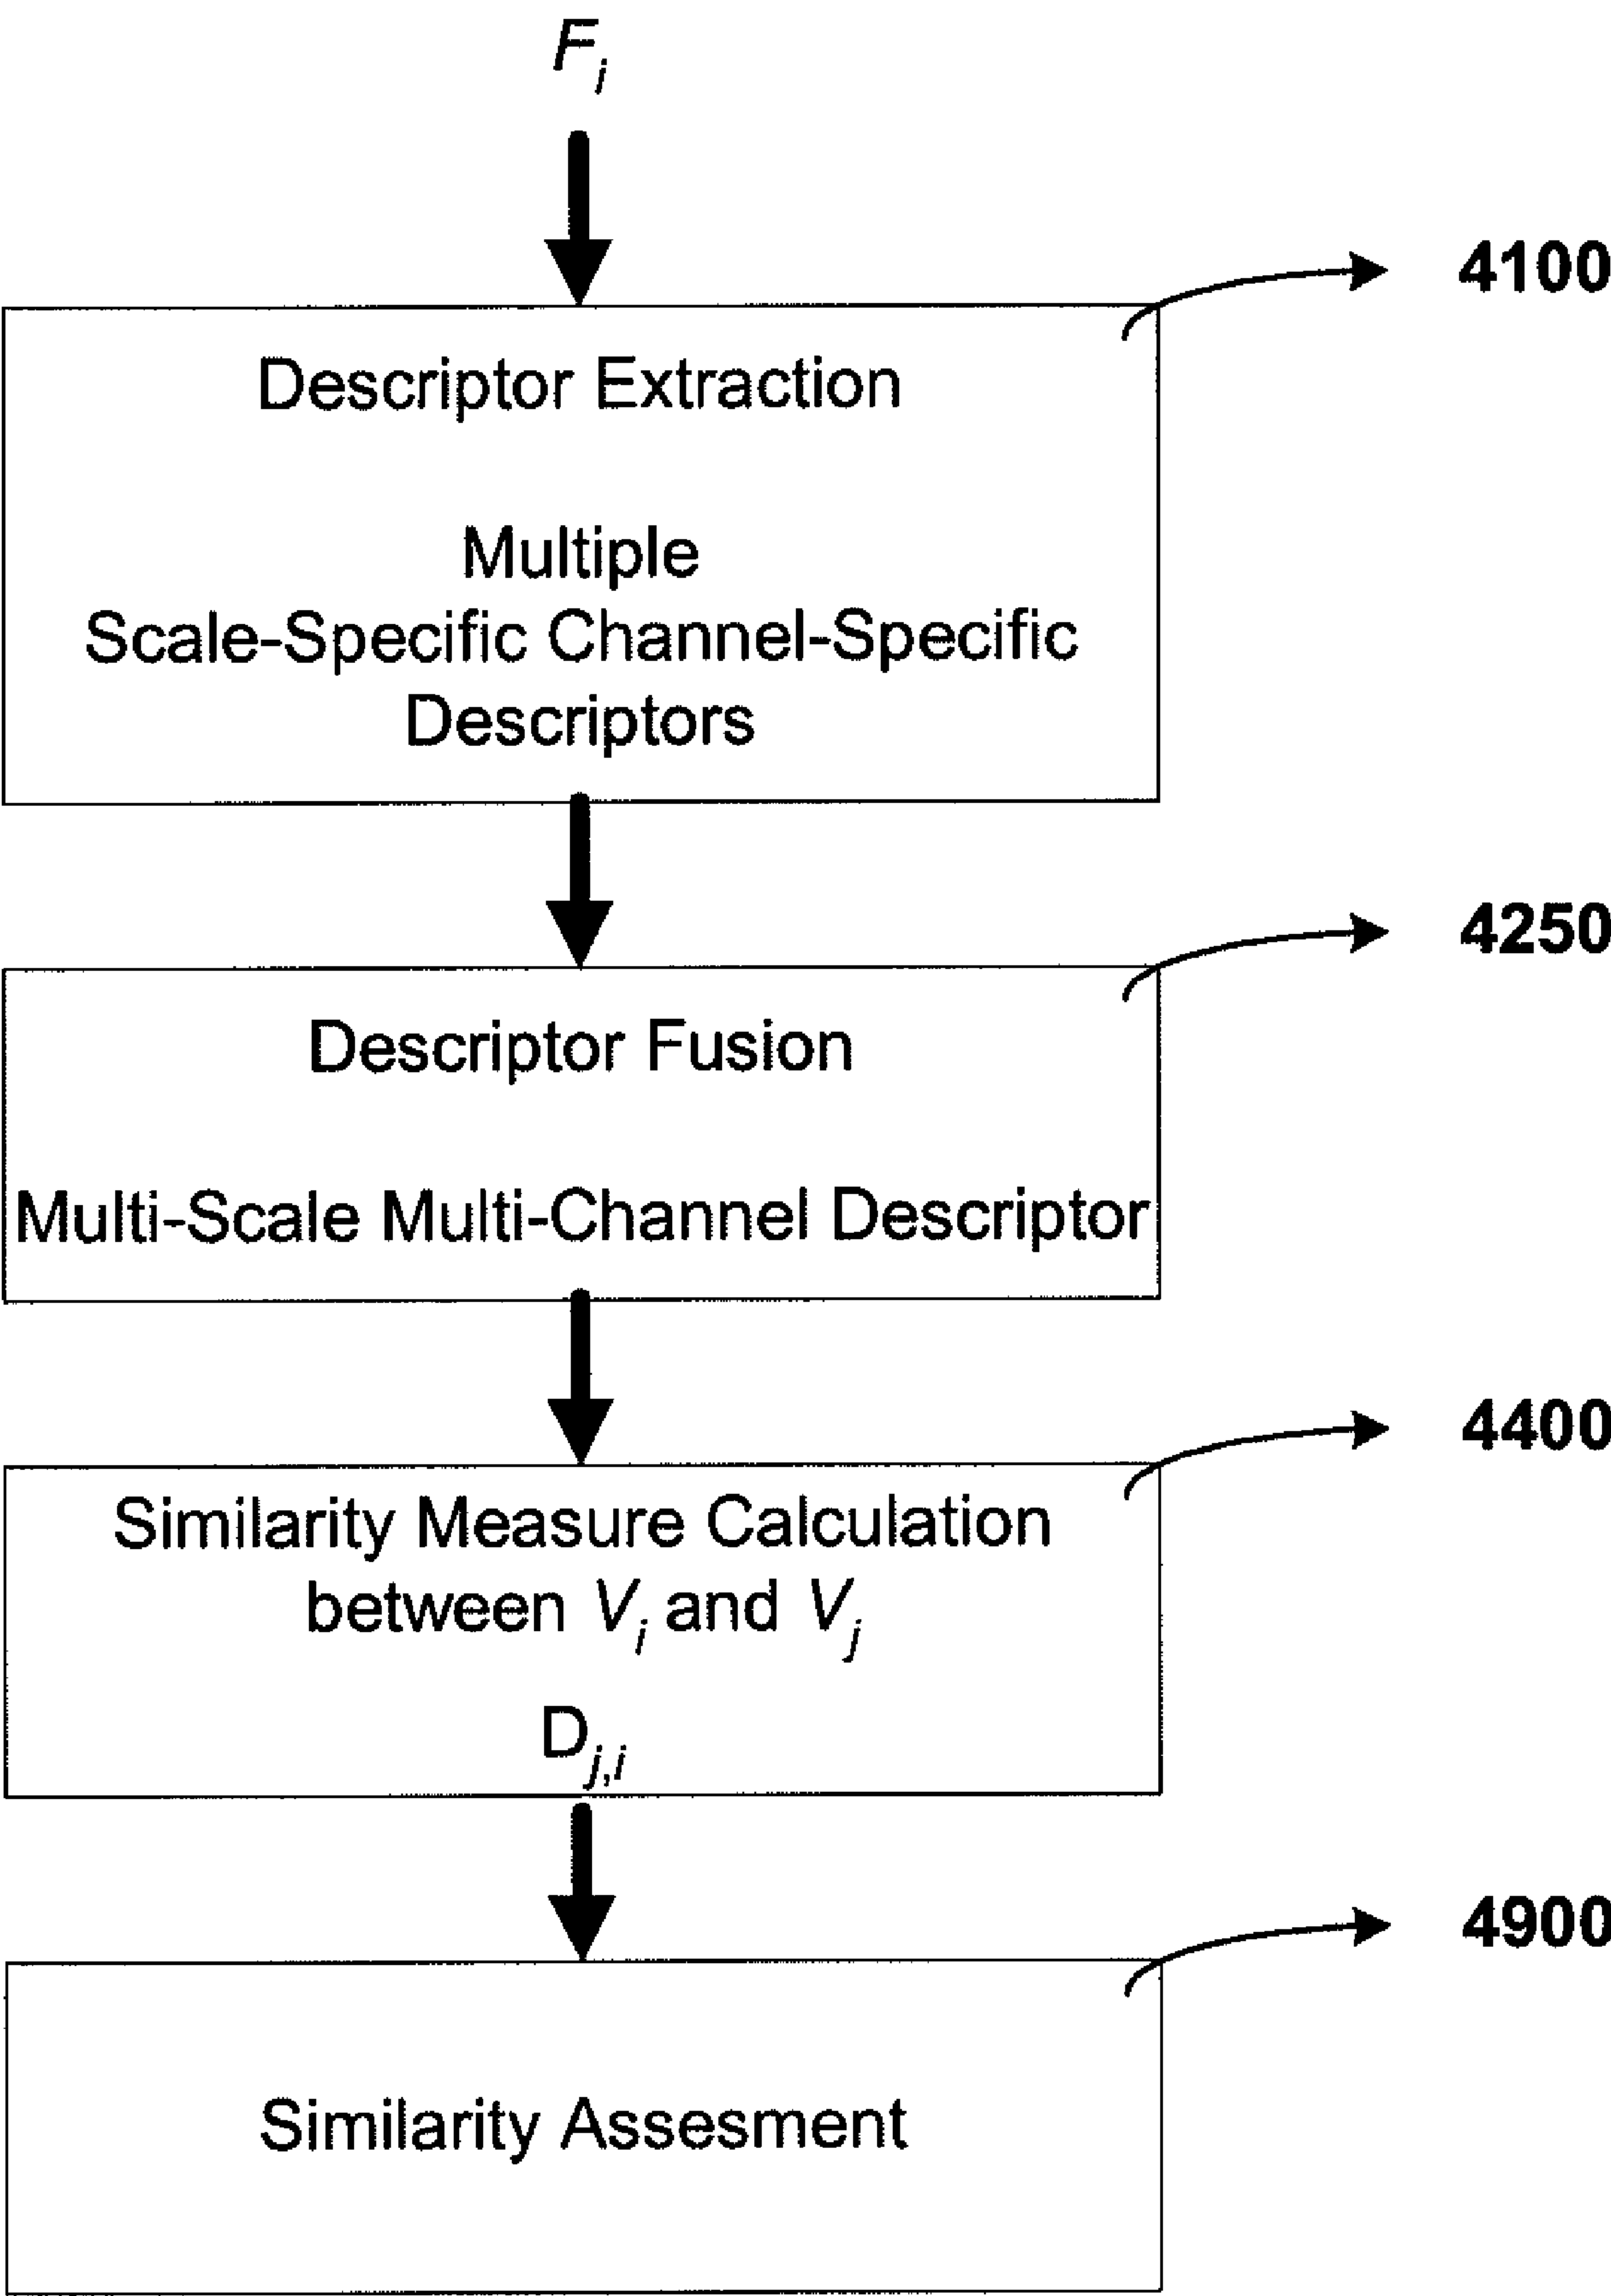 F_i
4100
Descriptor Extraction
Multiple
Scale-Specific Channel-Specific
Descriptors
4250
Descriptor Fusion
Multi-Scale Multi-Channel Descriptor
4400
Similarity Measure Calculation
between V_i and V_j
D_j,i
4900
Similarity Assesment